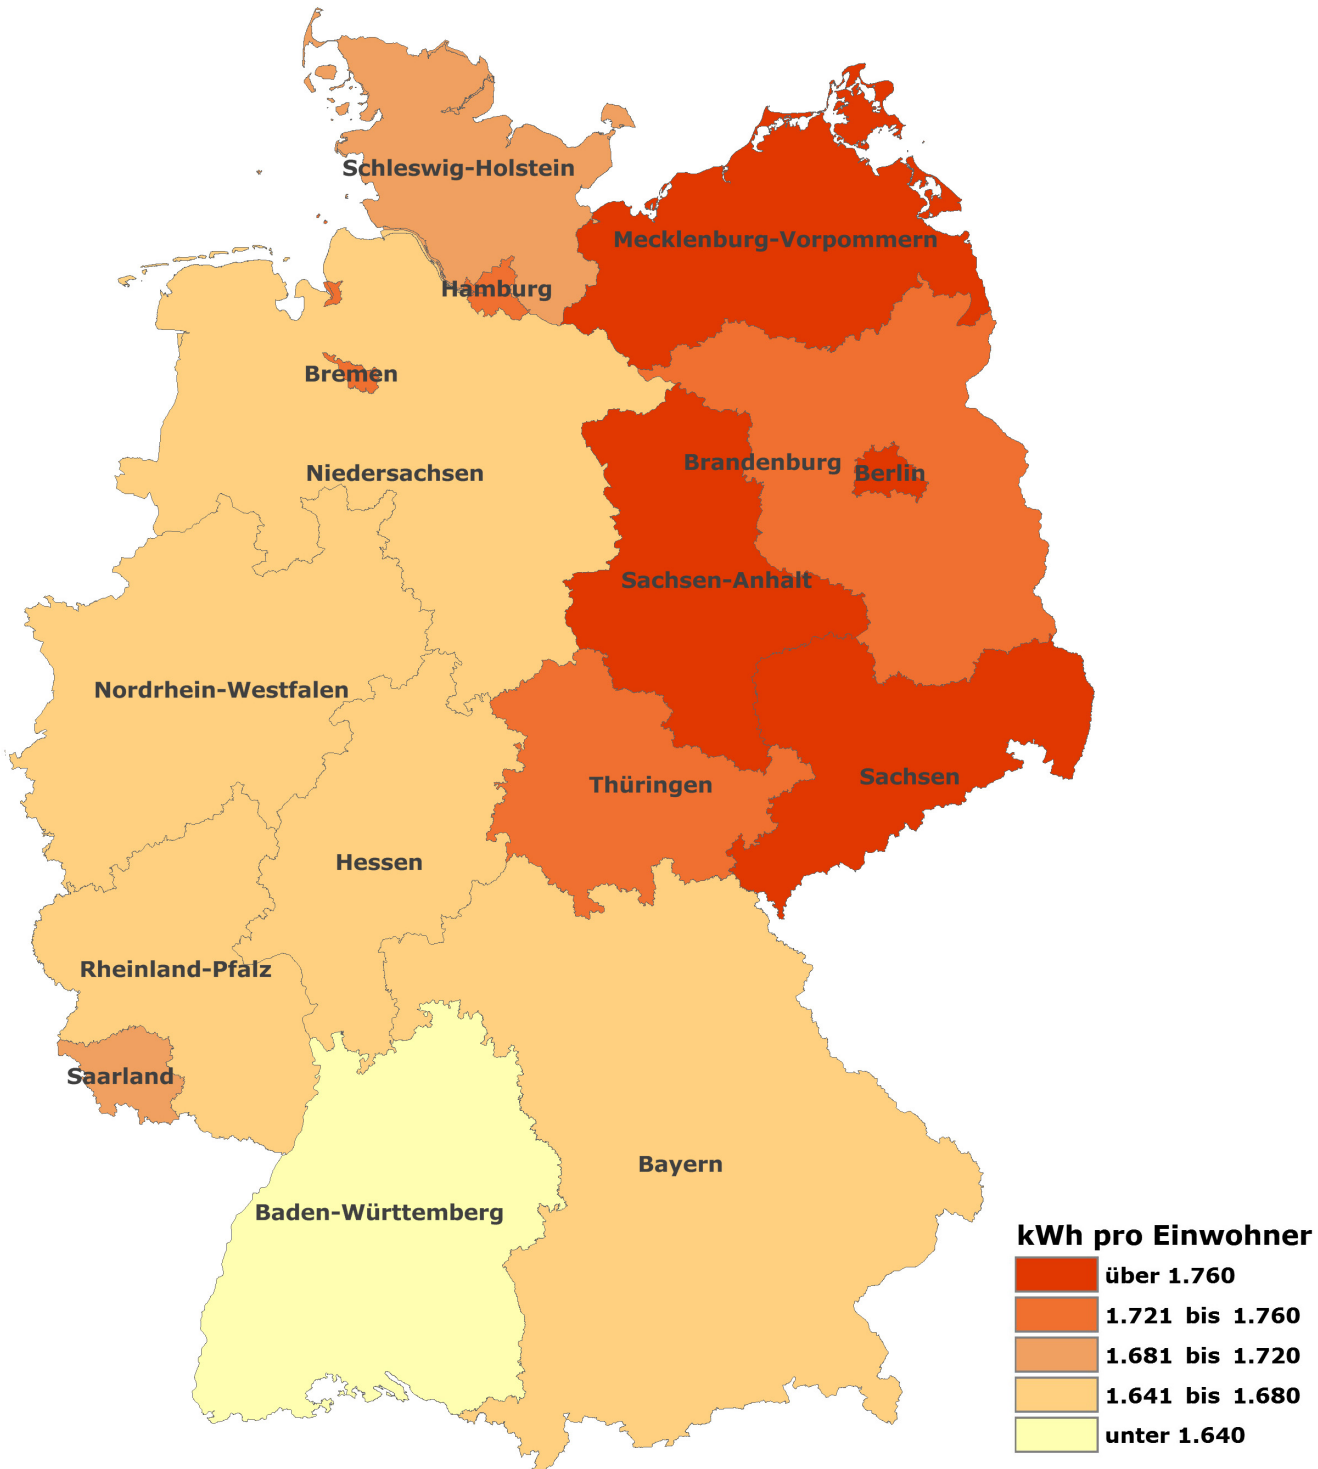 Schleswig-Holstein
Mecklenburg-Vorpommern
Hamburg
Bremen
Brandenburg
Berlin
Niedersachsen
Sachsen-Anhalt
Nordrhein-Westfalen
Sachsen
Thüringen
Hessen
Rheinland-Pfalz
Saarland
Bayern
Baden-Württemberg
kWh pro Einwohner
über 1.760
1.721 bis 1.760
1.681 bis 1.720
1.641 bis 1.680
unter 1.640